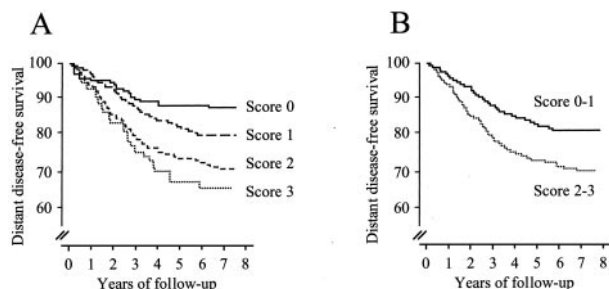 A
Distant disease-free survival
100
90
80
70
60
Score 0
Score 1
Score 2
Score 3
0 1 2 3 4 5 6 7 8
Years of follow-up
B
Distant disease-free survival
100
90
80
70
60
Score 0-1
Score 2-3
0 1 2 3 4 5 6 7 8
Years of follow-up